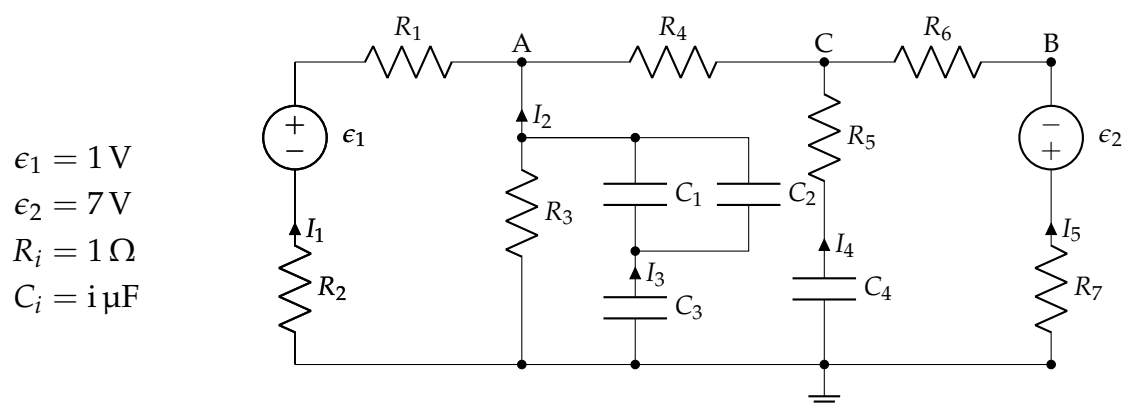 R₁
A
R₄
C
R₆
B
I₂
+
−
ϵ₁
R₅
−
+
ϵ₂
ϵ₁ = 1 V
ϵ₂ = 7 V
Rᵢ = 1 Ω
Cᵢ = i µF
R₃
C₁
C₂
I₁
I₃
I₄
I₅
R₂
C₃
C₄
R₇